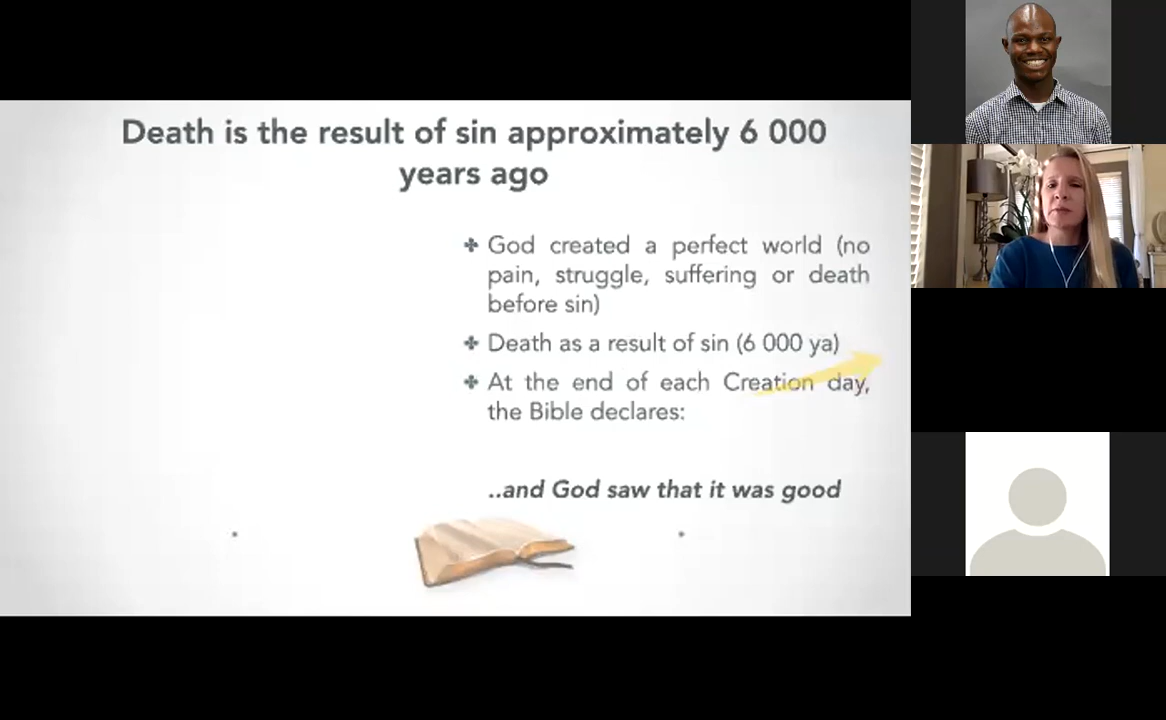 Death is the result of sin approximately 6 000
years ago
God created a perfect world (no
pain, struggle, suffering or death
before sin)
Death as a result of sin (6 000 ya)
At the end of each Creation day,
the Bible declares:
..and God saw that it was good